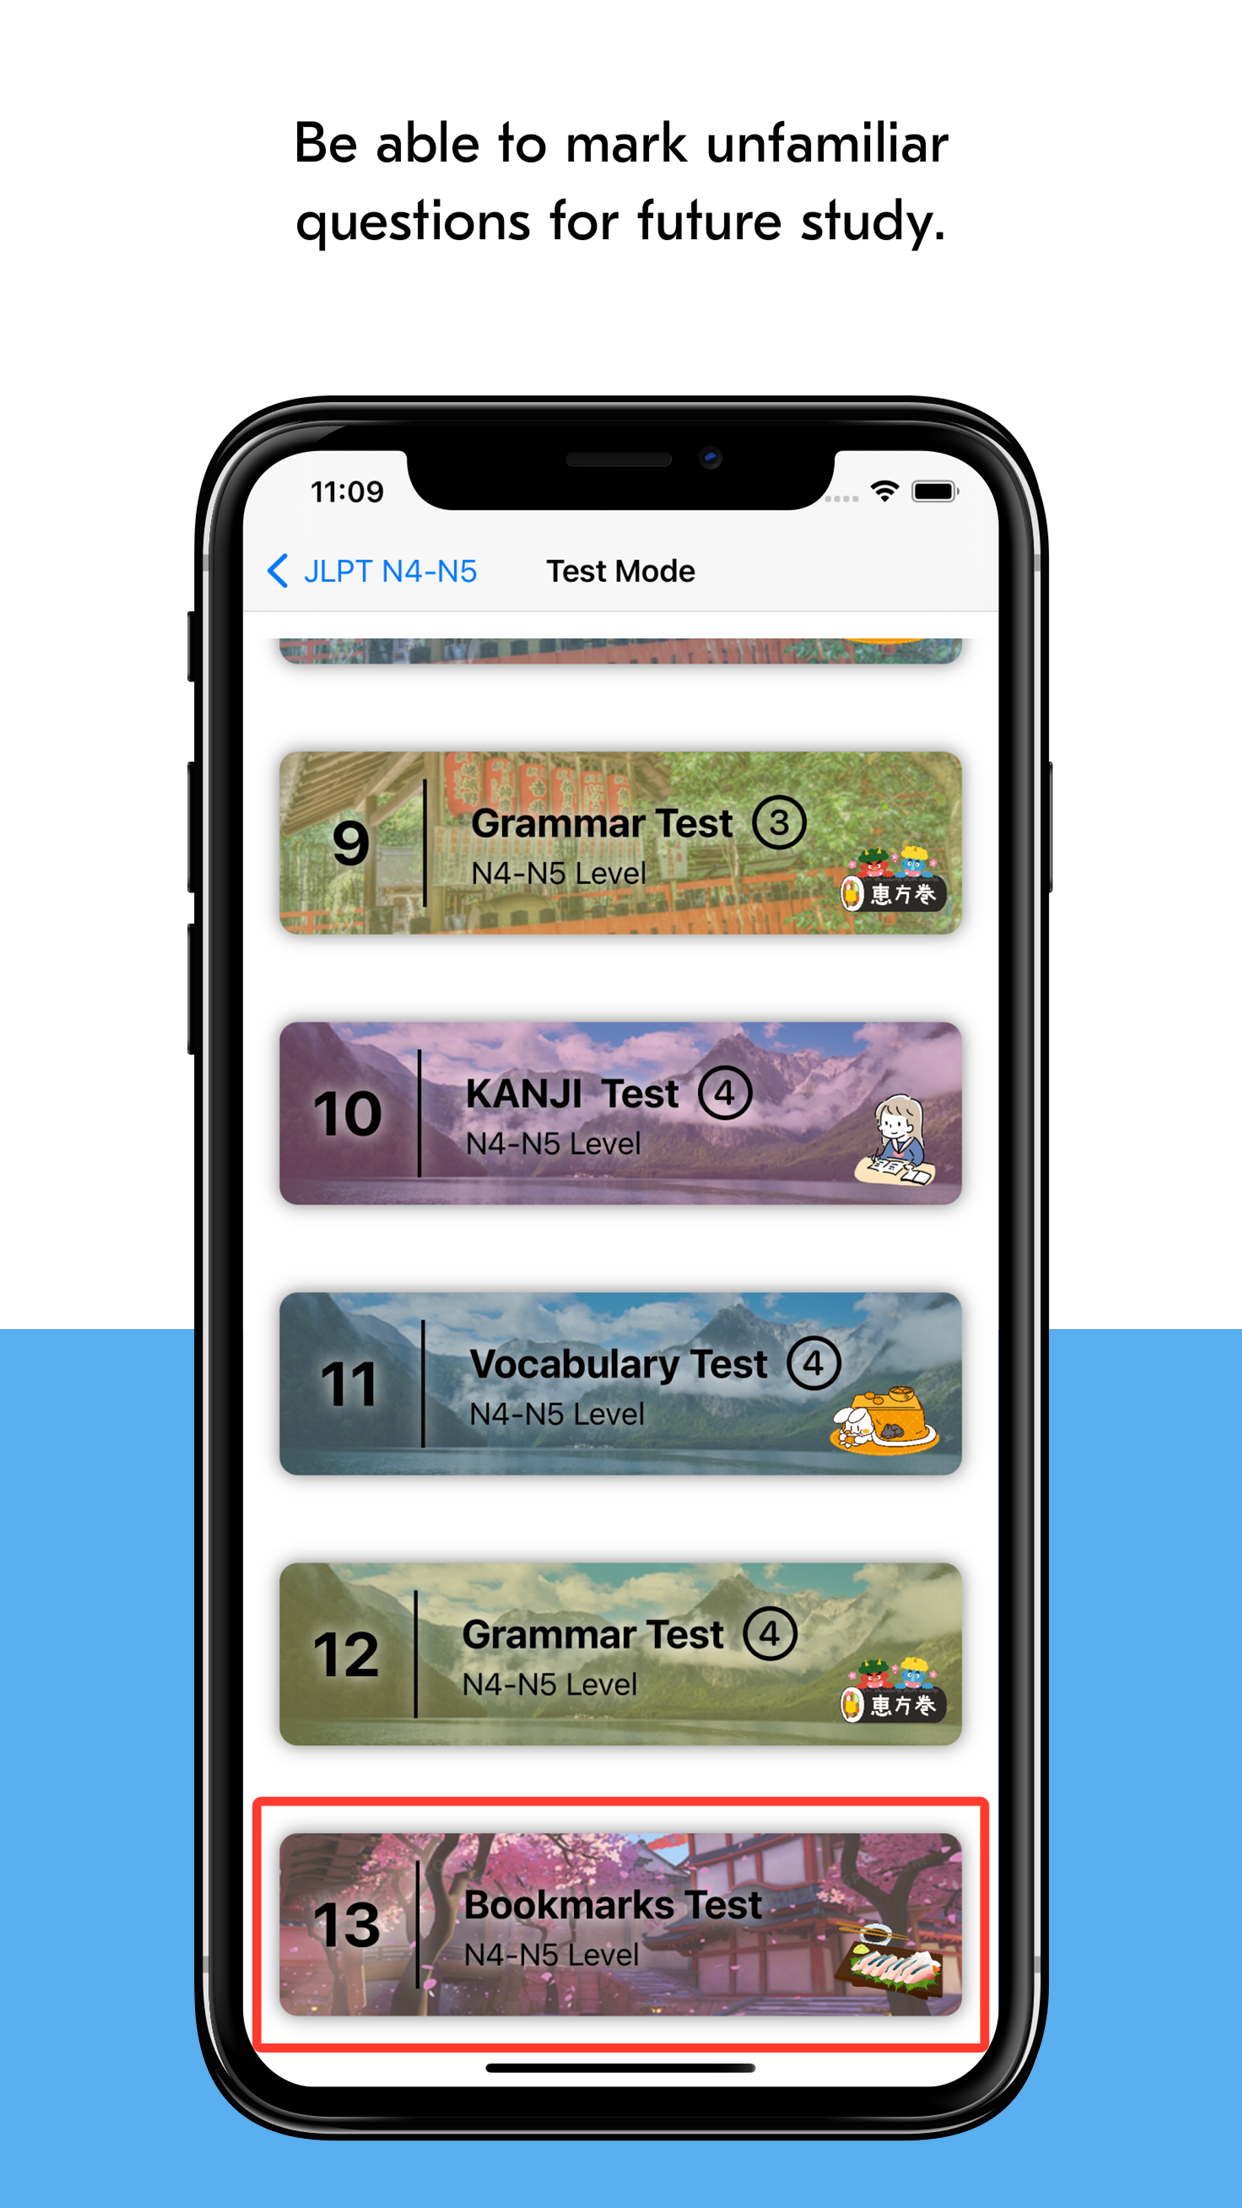 Be able to mark unfamiliar
questions for future study.
11:09
JLPT N4-N5
Test Mode
9
Grammar Test ③
N4-N5 Level
恵方巻
10
KANJI Test ④
N4-N5 Level
11
Vocabulary Test ④
N4-N5 Level
12
Grammar Test ④
N4-N5 Level
恵方巻
13
Bookmarks Test
N4-N5 Level